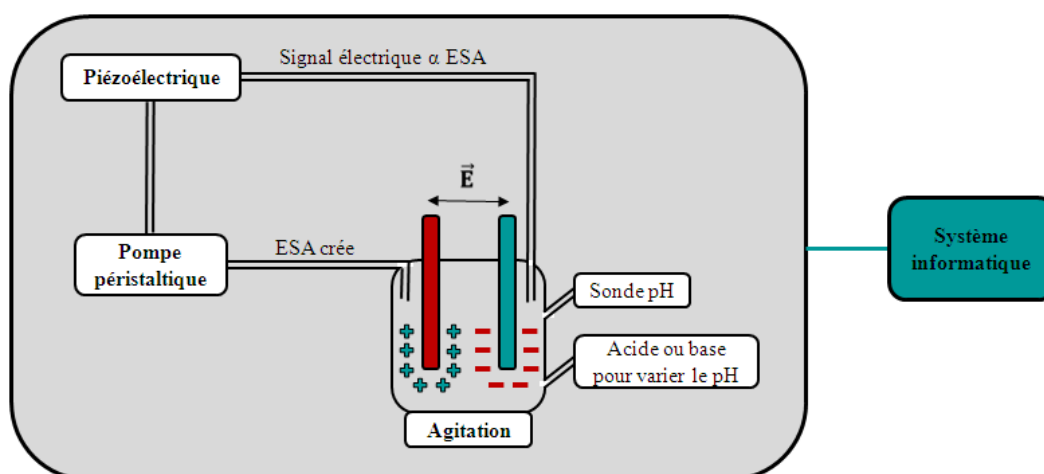 Signal électrique α ESA
Piézoélectrique
E
Pompe
péristaltique
ESA crée
Système
informatique
Sonde pH
Acide ou base
pour varier le pH
Agitation